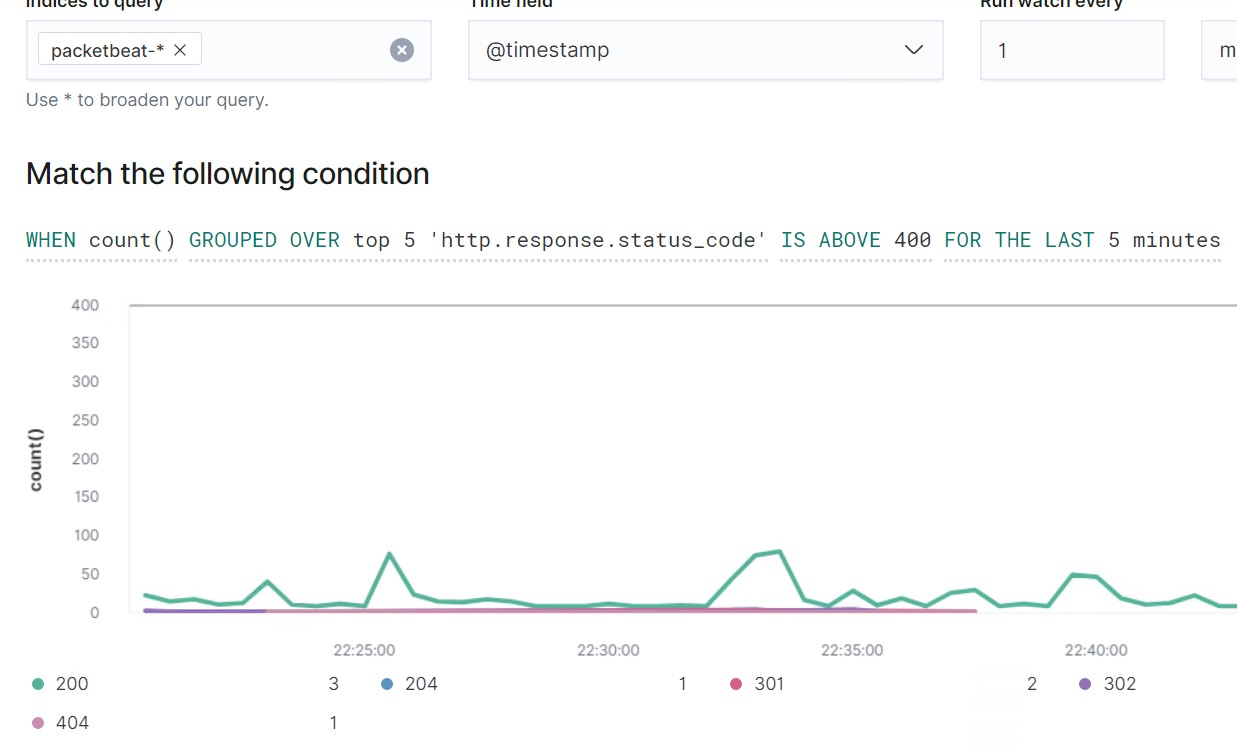 Indices to query Time field Run watch every
packetbeat-* @timestamp 1 m
Use * to broaden your query.
Match the following condition
WHEN count() GROUPED OVER top 5 'http.response.status_code' IS ABOVE 400 FOR THE LAST 5 minutes
400
350
300
250
200
150
100
50
0
count()
22:25:00 22:30:00 22:35:00 22:40:00
200 3 204 1 301 2 302
404 1